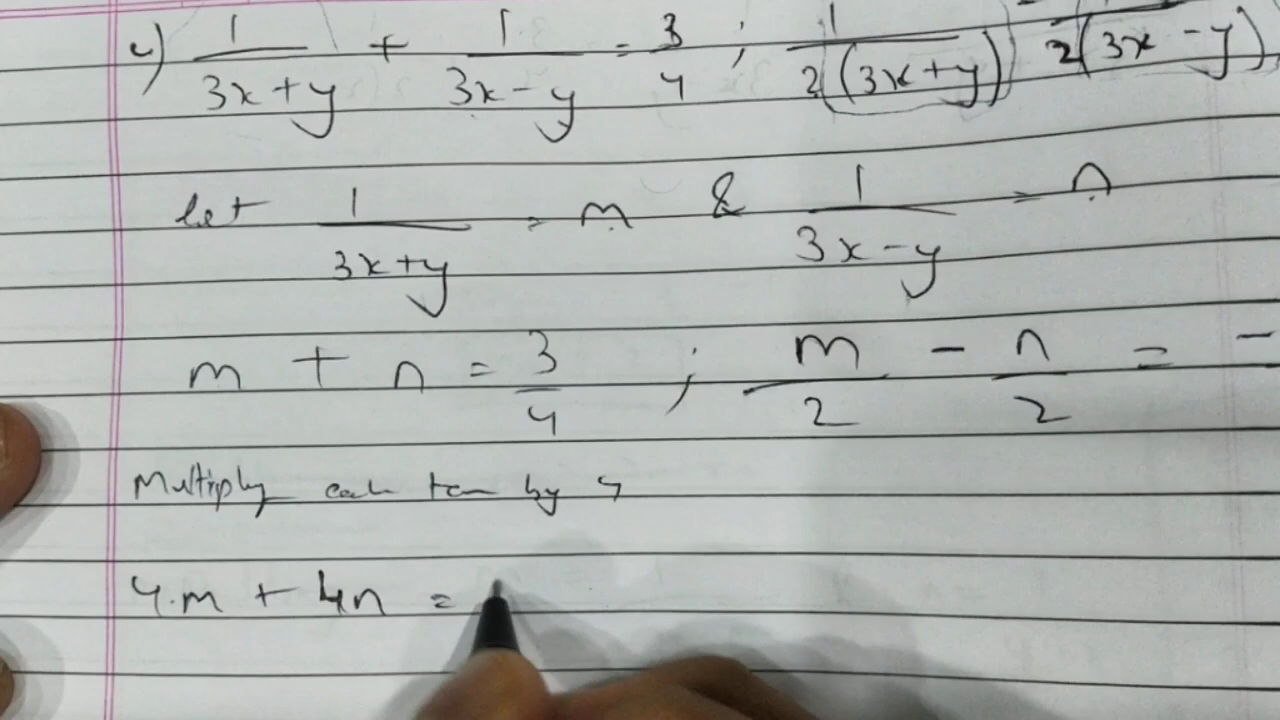 4) 1/(3x+y) + 1/(3x-y) = 3/4 ; 1/2(3x+y) - 1/2(3x-y)
let 1/(3x+y) = m & 1/(3x-y) = n
m + n = 3/4 ; m/2 - n/2 = -
Multiply each term by 4
4.m + 4n =